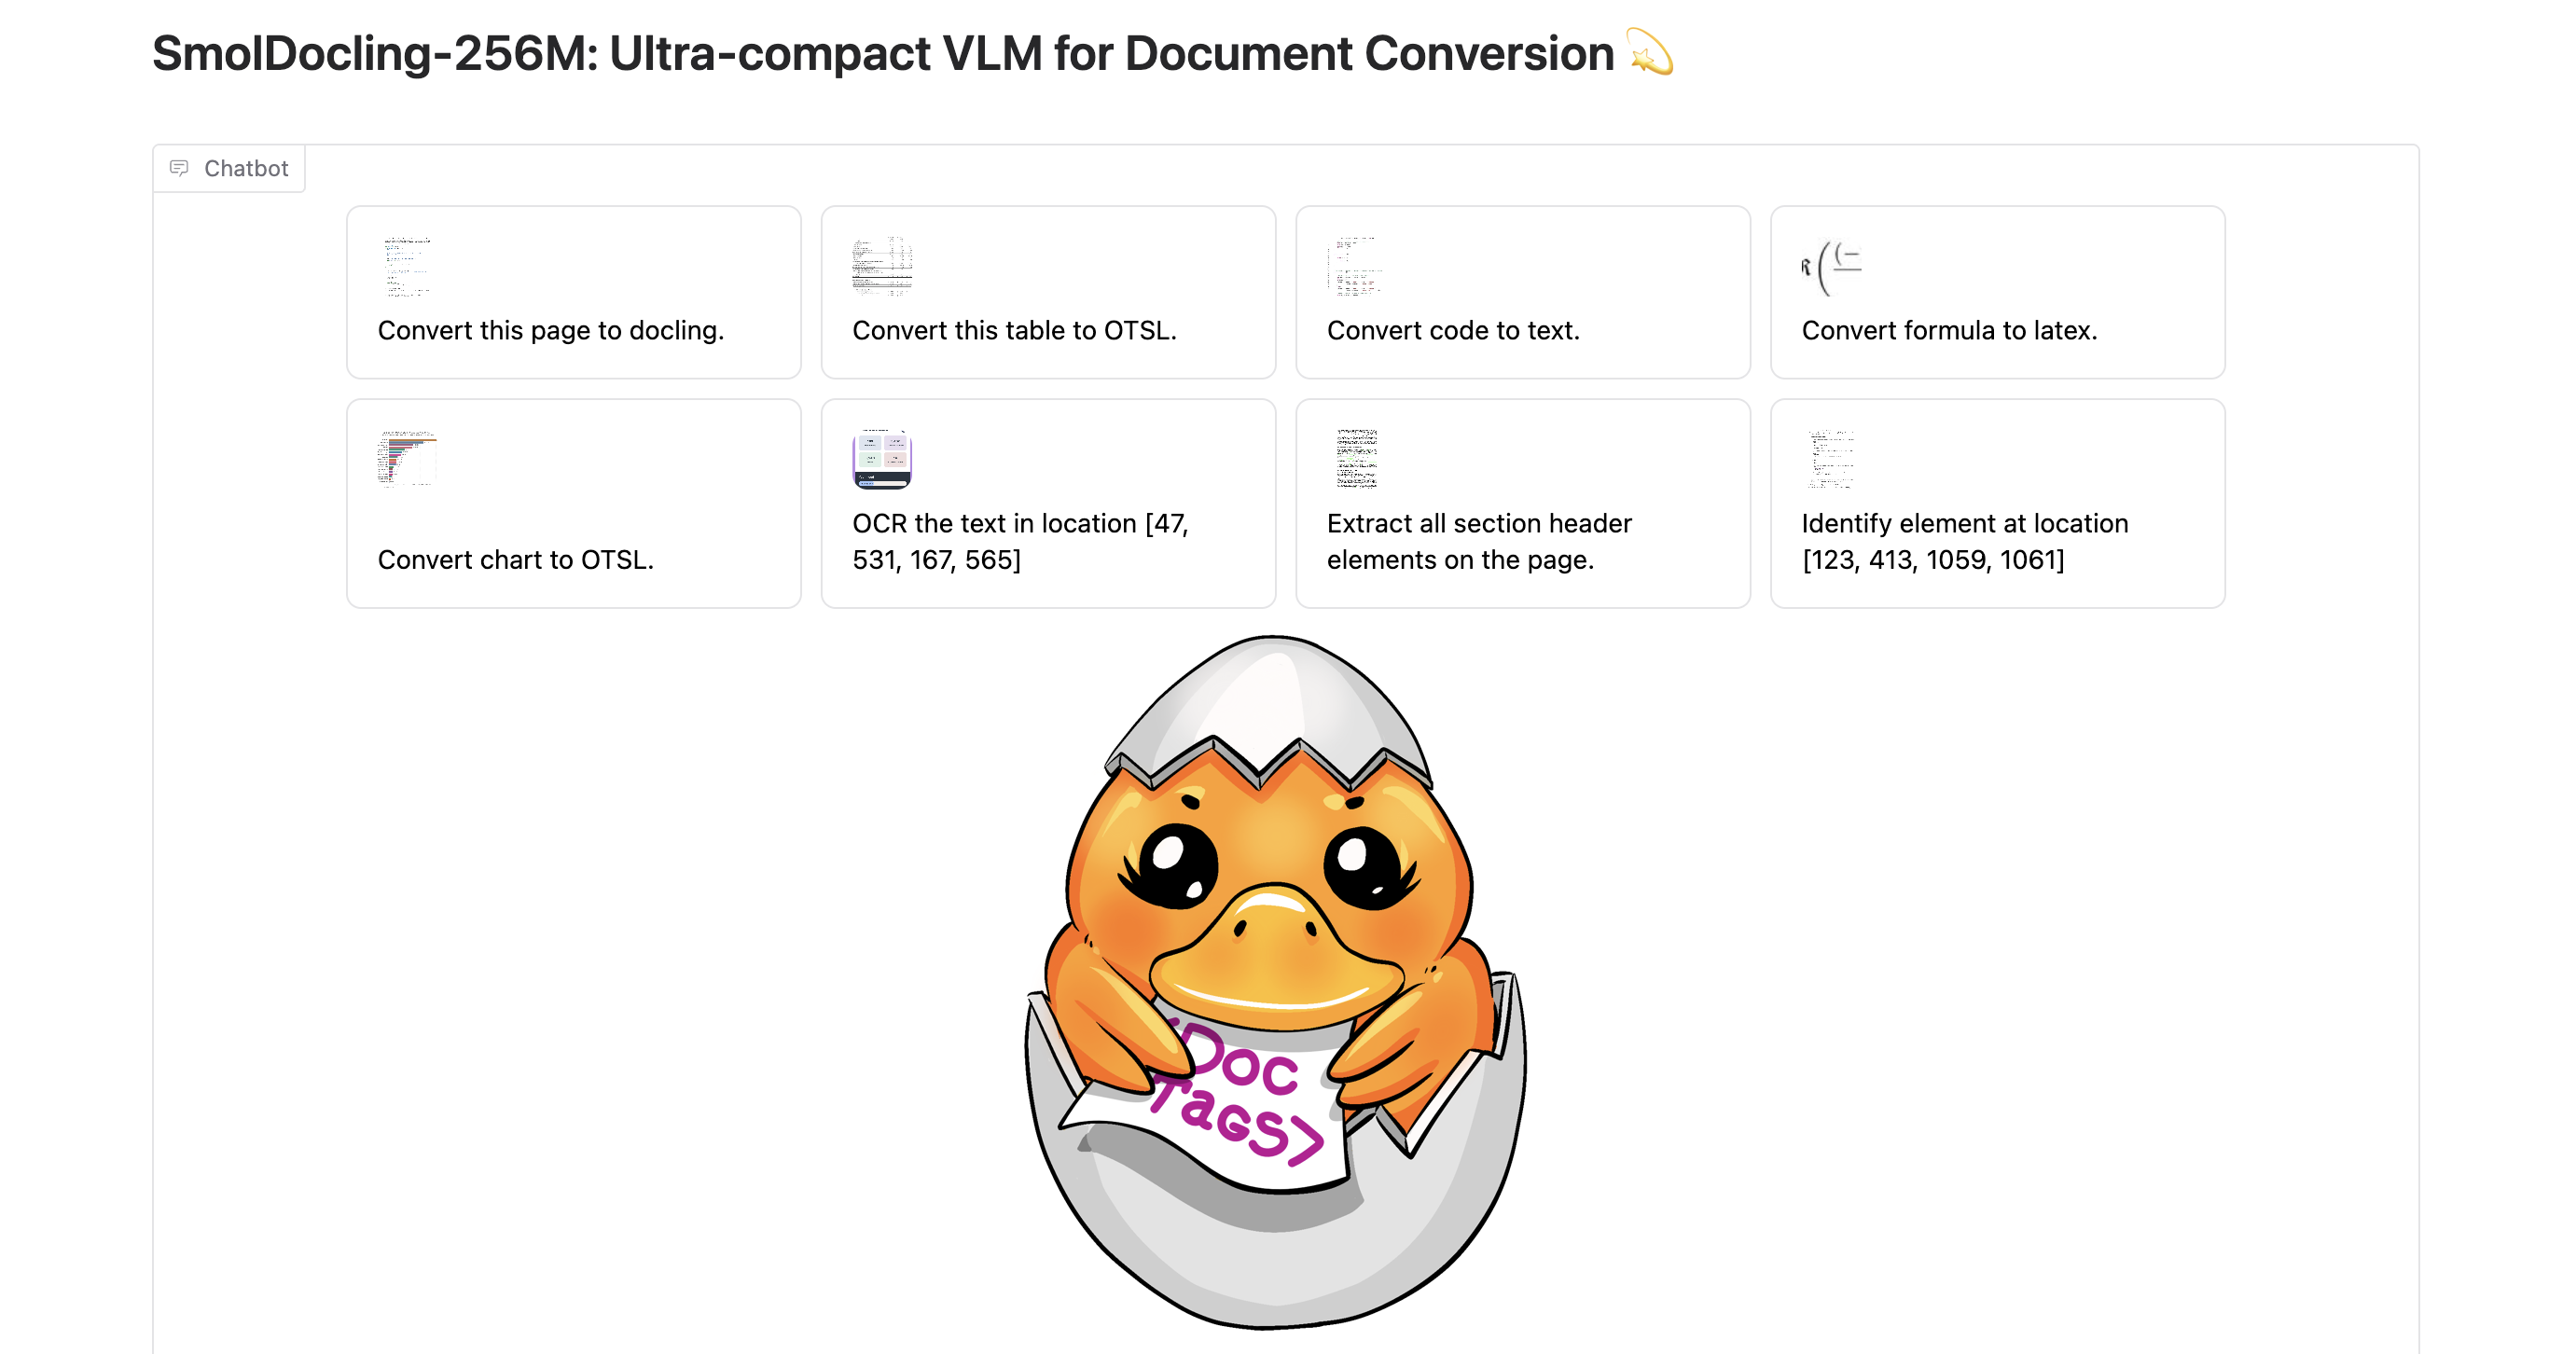 SmolDocling-256M: Ultra-compact VLM for Document Conversion 💫
Chatbot
Convert this page to docling.
Convert this table to OTSL.
Convert code to text.
Convert formula to latex.
R ((−
Convert chart to OTSL.
OCR the text in location [47,
531, 167, 565]
Extract all section header
elements on the page.
Identify element at location
[123, 413, 1059, 1061]
<Doc
Tags>